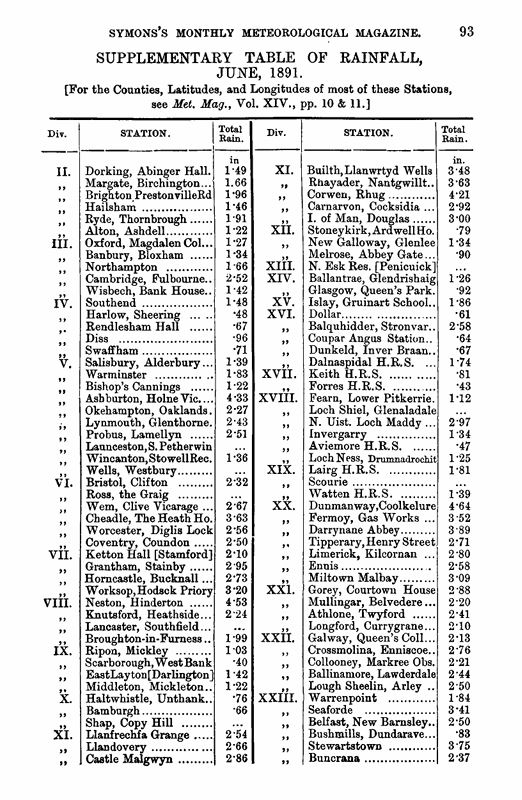 SYMONS'S MONTHLY METEOROLOGICAL MAGAZINE. 93
SUPPLEMENTARY TABLE OF RAINFALL,
JUNE, 1891.
[For the Counties, Latitudes, and Longitudes of most of these Stations,
see Met. Mag., Vol. XIV., pp. 10 & 11.]
Div. STATION. Total Rain.
in
II. Dorking, Abinger Hall. 1·49
„ Margate, Birchington... 1.66
„ Brighton PrestonvilleRd 1·96
„ Hailsham .................. 1·46
„ Ryde, Thornbrough ...... 1·91
„ Alton, Ashdell............ 1·22
III. Oxford, Magdalen Col... 1·27
„ Banbury, Bloxham ...... 1·34
„ Northampton ............ 1·66
„ Cambridge, Fulbourne.. 2·52
„ Wisbech, Bank House.. 1·42
IV. Southend .................. 1·48
„ Harlow, Sheering ... .. ·48
„ Rendlesham Hall ...... ·67
„ Diss ..................... ·96
„ Swaffham .................. ·71
V. Salisbury, Alderbury... 1·39
„ Warminster ............ 1·88
„ Bishop's Cannings ...... 1·22
„ Ashburton, Holne Vic.... 4·33
„ Okehampton, Oaklands. 2·27
„ Lynmouth, Glenthorne. 2·43
„ Probus, Lamellyn ...... 2·51
„ Launceston, S. Petherwin ...
„ Wincanton,StowellRec. 1·36
„ Wells, Westbury......... ...
VI. Bristol, Clifton ......... 2·32
„ Ross, the Graig ......... ...
„ Wem, Clive Vicarage ... 2·67
„ Cheadle, The Heath Ho. 3·63
„ Worcester, Diglis Lock 2·56
„ Coventry, Coundon ..... 2·50
VII. Ketton Hall [Stamford] 2·10
„ Grantham, Stainby ...... 2·95
„ Horncastle, Bucknall ... 2·73
„ Worksop, Hodsock Priory 3·20
VIII. Neston, Hinderton ...... 4·53
„ Knutsford, Heathside... 2·24
„ Lancaster, Southfield... ...
„ Broughton-in-Furness.. 1·99
IX. Ripon, Mickley ......... 1·03
„ Scarborough, West Bank ·40
„ EastLayton[Darlington] 1·42
„ Middleton, Mickleton.. 1·22
X. Haltwhistle, Unthank.. ·76
„ Bamburgh ............... ·66
„ Shap, Copy Hill ......... ...
XI. Llanfrechfa Grange ..... 2·54
„ Llandovery ............... 2·66
„ Castle Malgwyn ......... 2·86
Div. STATION. Total Rain.
in.
XI. Builth,Llanwrtyd Wells 3·48
„ Rhayader, Nantgwillt.. 3·63
„ Corwen, Rhug ............ 4·21
„ Carnarvon, Cocksidia ... 2·92
„ I. of Man, Douglas ...... 3·00
XII. Stoneykirk, Ardwell Ho. ·79
„ New Galloway, Glenlee 1·34
„ Melrose, Abbey Gate... ·90
XIII. N. Esk Res. [Penicuick] ...
XIV. Ballantrae, Glendrishaig 1·26
„ Glasgow, Queen's Park. ·92
XV. Islay, Gruinart School.. 1·86
XVI. Dollar..................... ·61
„ Balquhidder, Stronvar.. 2·58
„ Coupar Angus Station.. ·64
„ Dunkeld, Inver Braan.. ·67
„ Dalnaspidal H.R.S. ... 1·74
XVII. Keith H.R.S. ............ ·81
„ Forres H.R.S. ............ ·43
XVIII. Fearn, Lower Pitkerrie. 1·12
„ Loch Shiel, Glenaladale ...
„ N. Uist. Loch Maddy ... 2·97
„ Invergarry ............... 1·34
„ Aviemore H.R.S. ...... ·47
„ Loch Ness, Drumnadrochit 1·25
XIX. Lairg H.R.S. ............ 1·81
„ Scourie ..................... ...
„ Watten H.R.S. ......... 1·39
XX. Dunmanway,Coolkelure 4·64
„ Fermoy, Gas Works ... 3·52
„ Darrynane Abbey......... 3·89
„ Tipperary, Henry Street 2·71
„ Limerick, Kilcornan ... 2·80
„ Ennis ..................... 2·58
„ Miltown Malbay......... 3·09
XXI. Gorey, Courtown House 2·88
„ Mullingar, Belvedere ... 2·20
„ Athlone, Twyford ...... 2·41
„ Longford, Currygrane... 2·10
XXII. Galway, Queen's Coll... 2·13
„ Crossmolina, Enniscoe.. 2·76
„ Collooney, Markree Obs. 2·21
„ Ballinamore, Lawderdale 2·44
„ Lough Sheelin, Arley .. 2·50
XXIII. Warrenpoint ............ 1·84
„ Seaforde .................. 3·41
„ Belfast, New Barnsley.. 2·50
„ Bushmills, Dundarave... ·83
„ Stewartstown ............ 3·75
„ Buncrana .................. 2·37